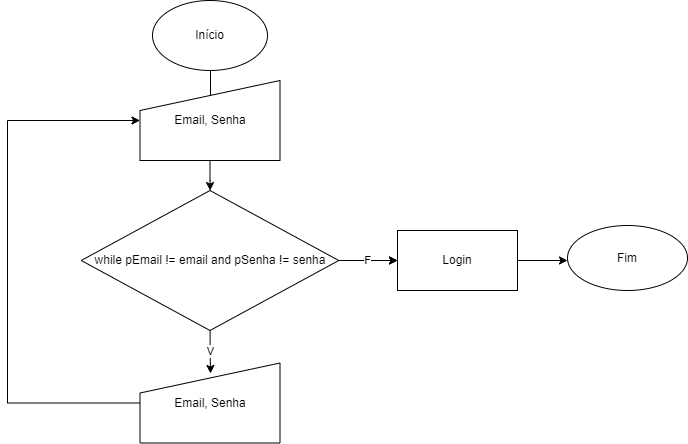 Início
Email, Senha
while pEmail != email and pSenha != senha
F
Login
Fim
V
Email, Senha